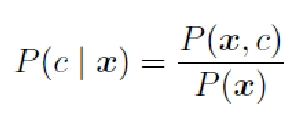 P(c | x) = P(x, c) / P(x)